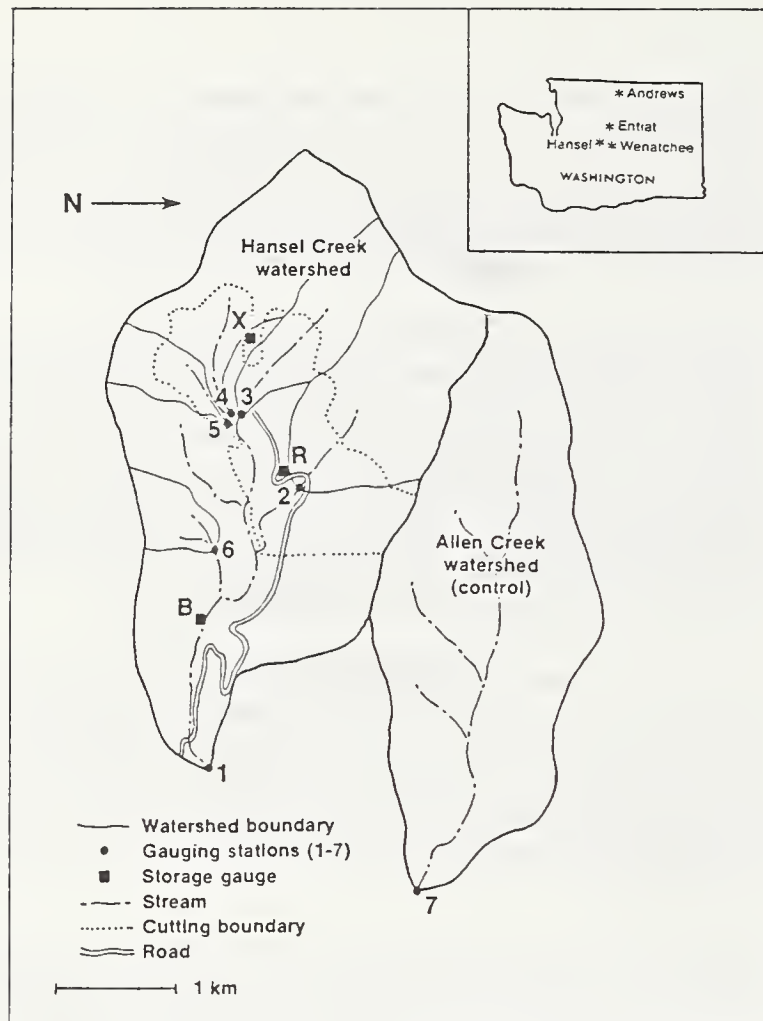 * Andrews
* Entiat
Hansel * * Wenatchee
WASHINGTON
N
Hansel Creek
watershed
X
4 3
5
R
2
Allen Creek
watershed
(control)
6
B
1
7
Watershed boundary
Gauging stations (1-7)
Storage gauge
Stream
Cutting boundary
Road
1 km